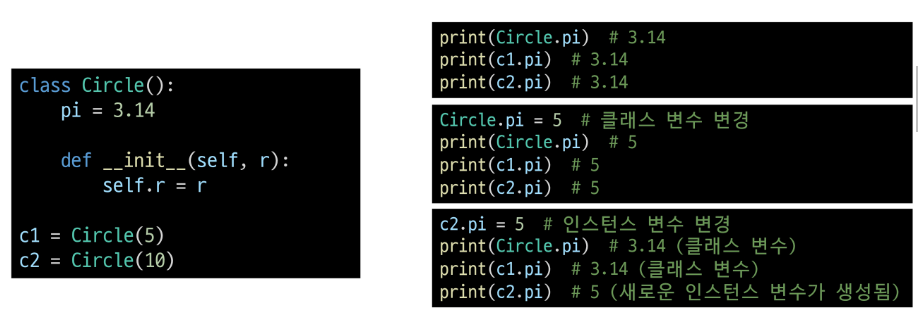 class Circle():
    pi = 3.14
    def __init__(self, r):
        self.r = r
c1 = Circle(5)
c2 = Circle(10)
print(Circle.pi)  # 3.14
print(c1.pi)  # 3.14
print(c2.pi)  # 3.14
Circle.pi = 5  # 클래스 변수 변경
print(Circle.pi)  # 5
print(c1.pi)  # 5
print(c2.pi)  # 5
c2.pi = 5  # 인스턴스 변수 변경
print(Circle.pi)  # 3.14 (클래스 변수)
print(c1.pi)  # 3.14 (클래스 변수)
print(c2.pi)  # 5 (새로운 인스턴스 변수가 생성됨)